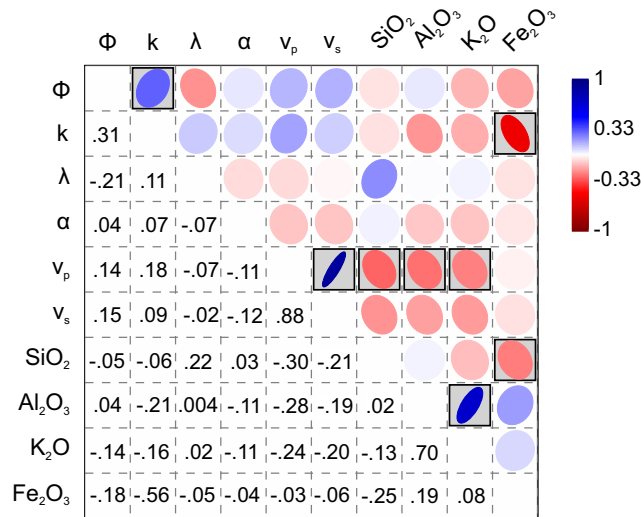 Φ k λ α vₚ vₛ SiO₂ Al₂O₃ K₂O Fe₂O₃
Φ
k .31
λ -.21 .11
α .04 .07 -.07
vₚ .14 .18 -.07 -.11
vₛ .15 .09 -.02 -.12 .88
SiO₂ -.05 -.06 .22 .03 -.30 -.21
Al₂O₃ .04 -.21 .004 -.11 -.28 -.19 .02
K₂O -.14 -.16 .02 -.11 -.24 -.20 -.13 .70
Fe₂O₃ -.18 -.56 -.05 -.04 -.03 -.06 -.25 .19 .08
1
0.33
-0.33
-1